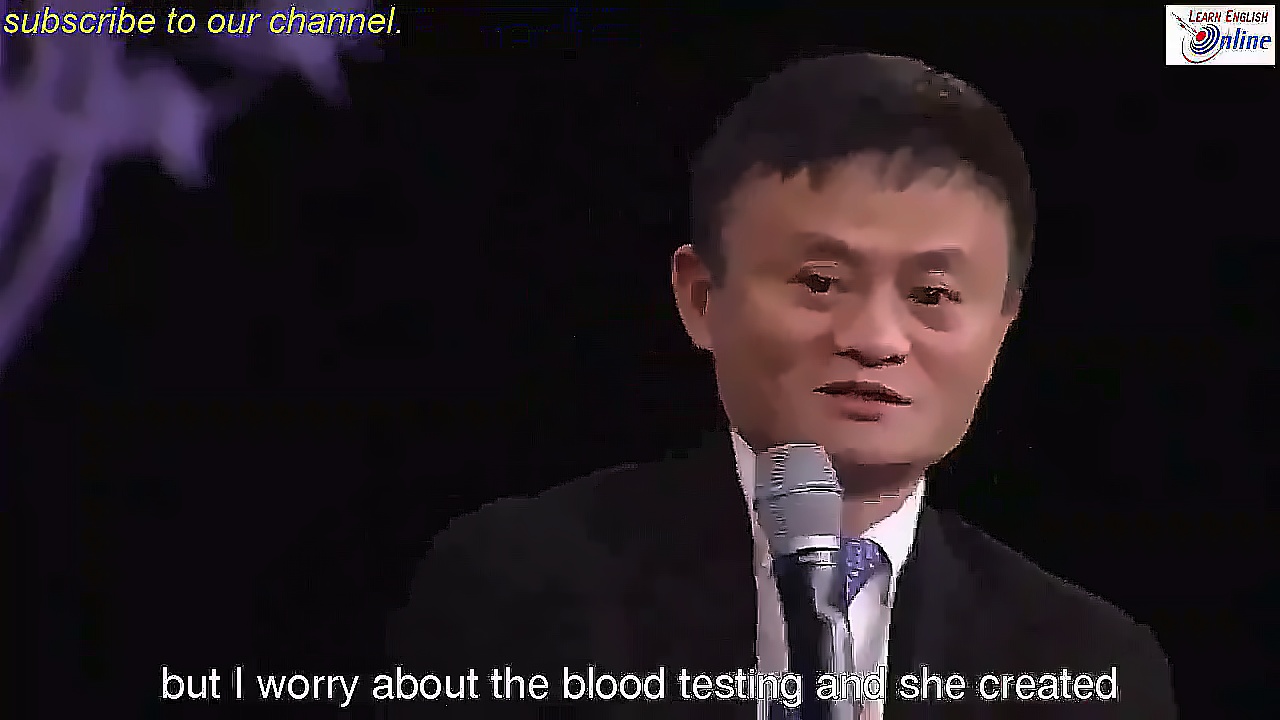 subscribe to our channel.
LEARN ENGLISH
Online
but I worry about the blood testing and she created